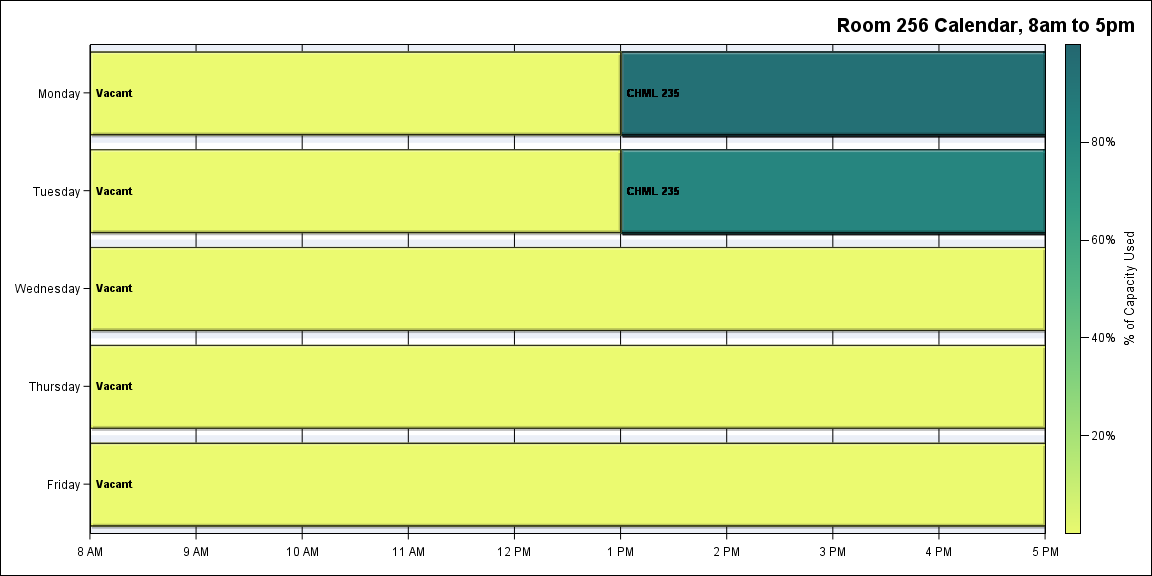 Room 256 Calendar, 8am to 5pm
Monday
Vacant
CHML 235
Tuesday
Vacant
CHML 235
Wednesday
Vacant
Thursday
Vacant
Friday
Vacant
8 AM
9 AM
10 AM
11 AM
12 PM
1 PM
2 PM
3 PM
4 PM
5 PM
80%
60%
40%
20%
% of Capacity Used